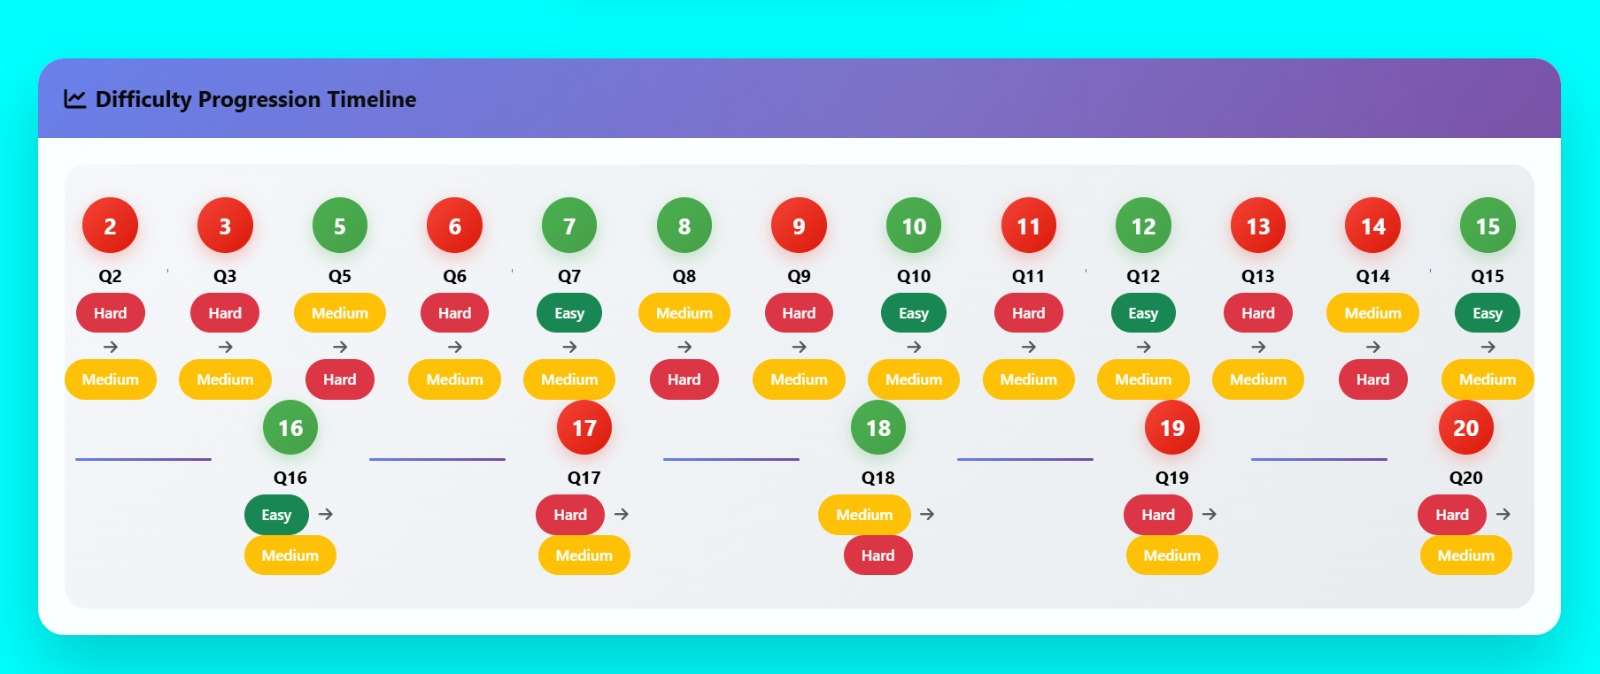 Difficulty Progression Timeline
2 3 5 6 7 8 9 10 11 12 13 14 15
Q2 Q3 Q5 Q6 Q7 Q8 Q9 Q10 Q11 Q12 Q13 Q14 Q15
Hard Hard Medium Hard Easy Medium Hard Easy Hard Easy Hard Medium Easy
→ → → → → → → → → → → → →
Medium Medium Hard Medium Medium Hard Medium Medium Medium Medium Medium Hard Medium
16 17 18 19 20
Q16 Q17 Q18 Q19 Q20
Easy → Hard → Medium → Hard → Hard →
Medium Medium Hard Medium Medium